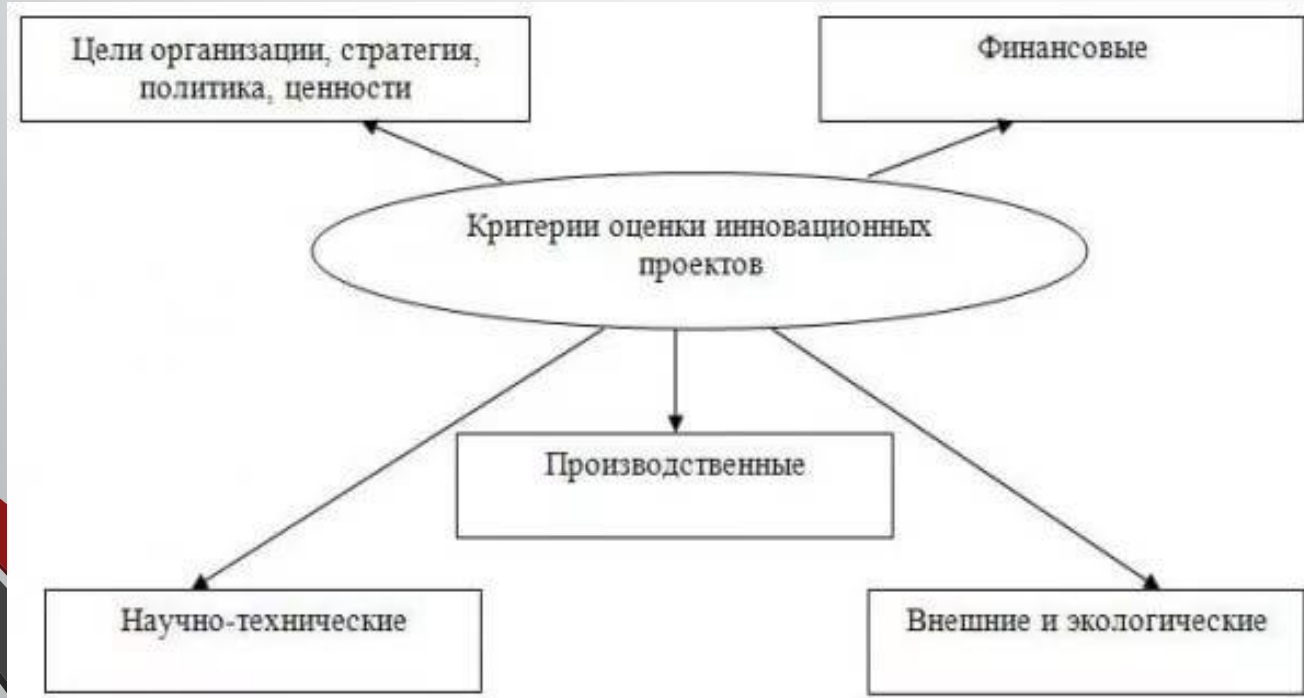 Цели организации, стратегия,
политика, ценности
Финансовые
Критерии оценки инновационных
проектов
Производственные
Научно-технические
Внешние и экологические